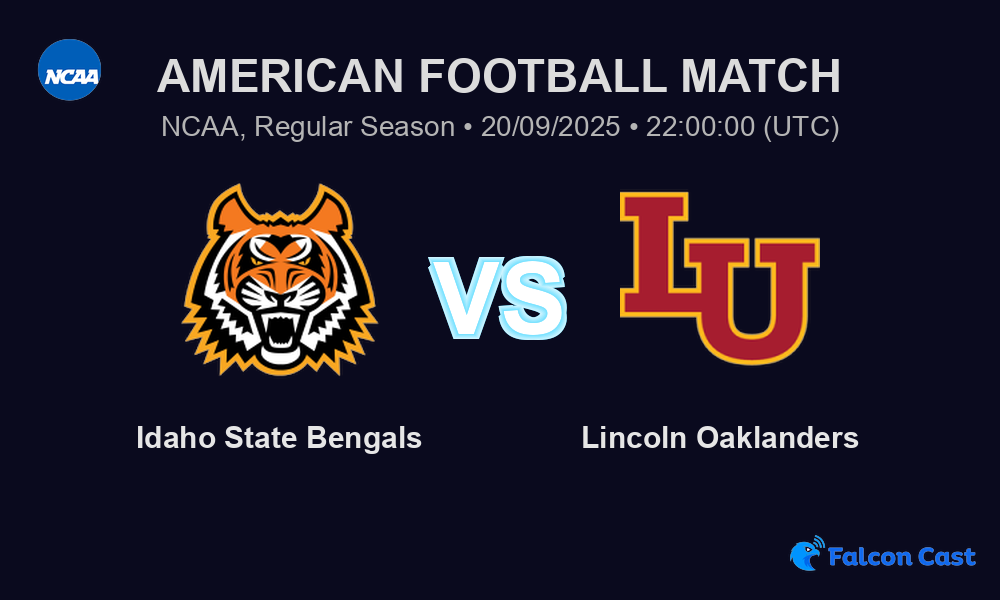 NCAA
AMERICAN FOOTBALL MATCH
NCAA, Regular Season • 20/09/2025 • 22:00:00 (UTC)
VS
LU
Idaho State Bengals
Lincoln Oaklanders
Falcon Cast